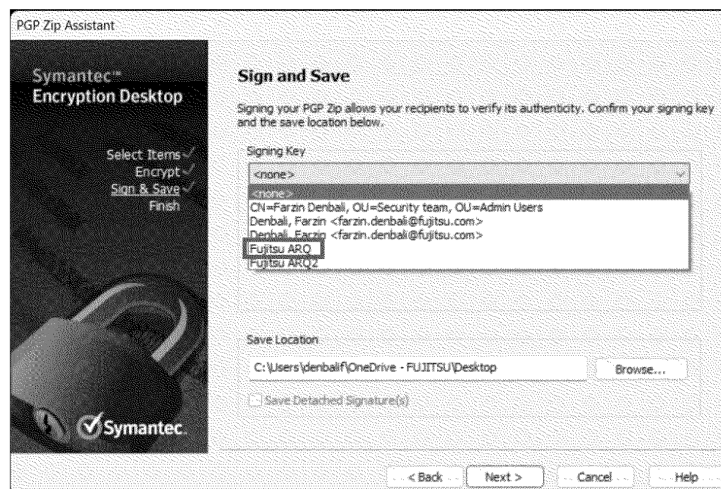 PGP Zip Assistant
Symantec™
Encryption Desktop
Select Items✓
Encrypt✓
Sign & Save✓
Finish
Symantec.
Sign and Save
Signing your PGP Zip allows your recipients to verify its authenticity. Confirm your signing key
and the save location below.
Signing Key
<none>
<none>
CN=Farzin Denbali, OU=Security team, OU=Admin Users
Denbali, Farzin <farzin.denbali@fujitsu.com>
Denbali, Farzin <farzin.denbali@fujitsu.com>
Fujitsu ARQ
Fujitsu ARQ2
Save Location
C:\Users\denbalif\OneDrive - FUJITSU\Desktop
Browse...
Save Detached Signature(s)
< Back
Next >
Cancel
Help